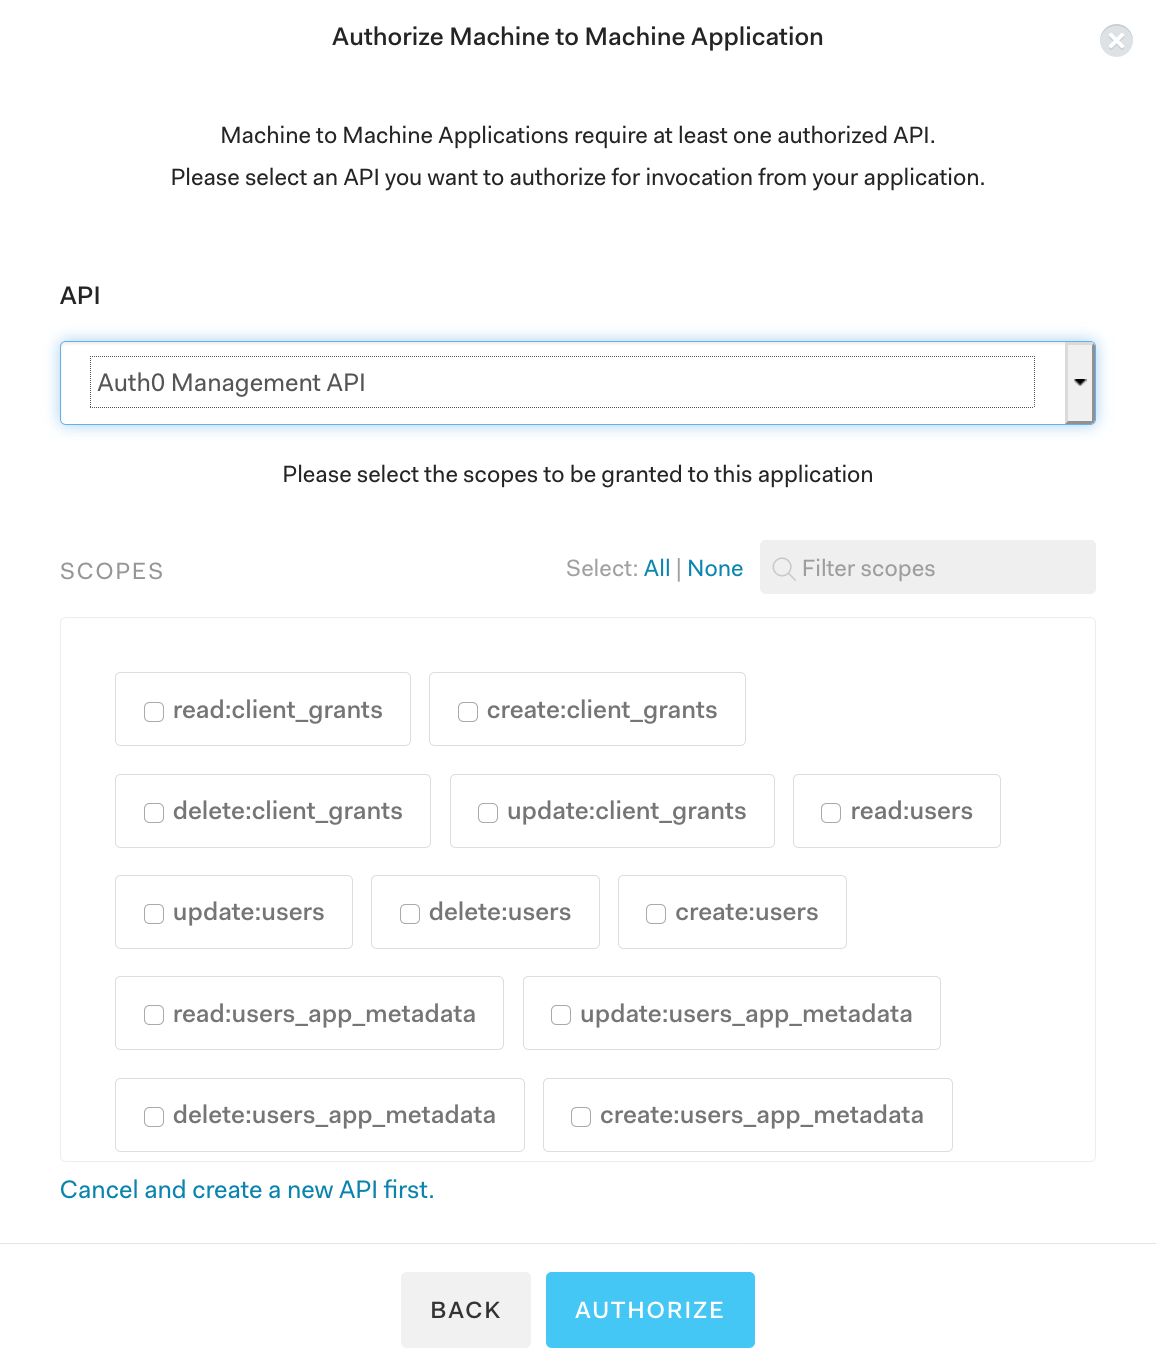 Authorize Machine to Machine Application
Machine to Machine Applications require at least one authorized API.
Please select an API you want to authorize for invocation from your application.
API
Auth0 Management API
Please select the scopes to be granted to this application
SCOPES Select: All | None Filter scopes
read:client_grants create:client_grants
delete:client_grants update:client_grants read:users
update:users delete:users create:users
read:users_app_metadata update:users_app_metadata
delete:users_app_metadata create:users_app_metadata
Cancel and create a new API first.
BACK AUTHORIZE